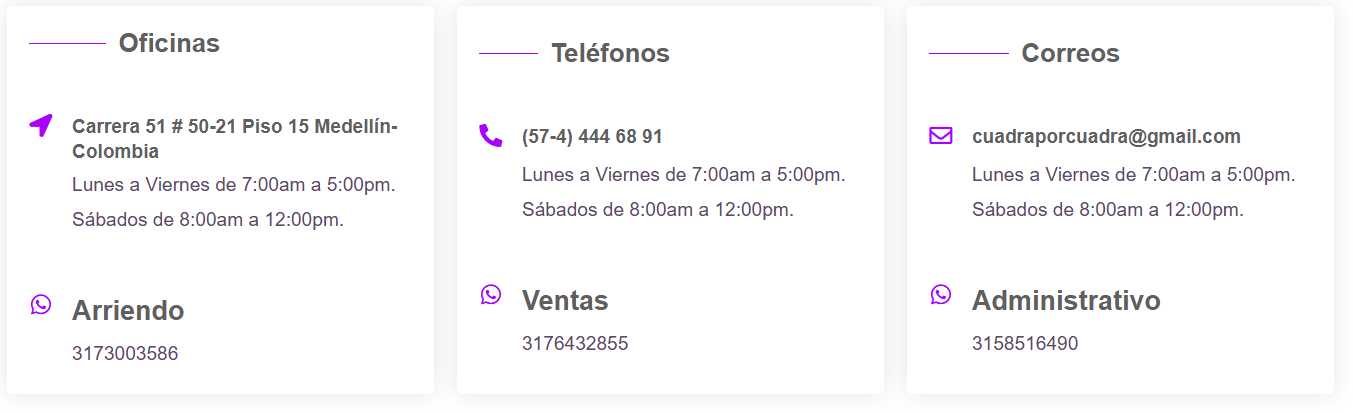 Oficinas
Carrera 51 # 50-21 Piso 15 Medellín-
Colombia
Lunes a Viernes de 7:00am a 5:00pm.
Sábados de 8:00am a 12:00pm.
Arriendo
3173003586
Teléfonos
(57-4) 444 68 91
Lunes a Viernes de 7:00am a 5:00pm.
Sábados de 8:00am a 12:00pm.
Ventas
3176432855
Correos
cuadraporcuadra@gmail.com
Lunes a Viernes de 7:00am a 5:00pm.
Sábados de 8:00am a 12:00pm.
Administrativo
3158516490